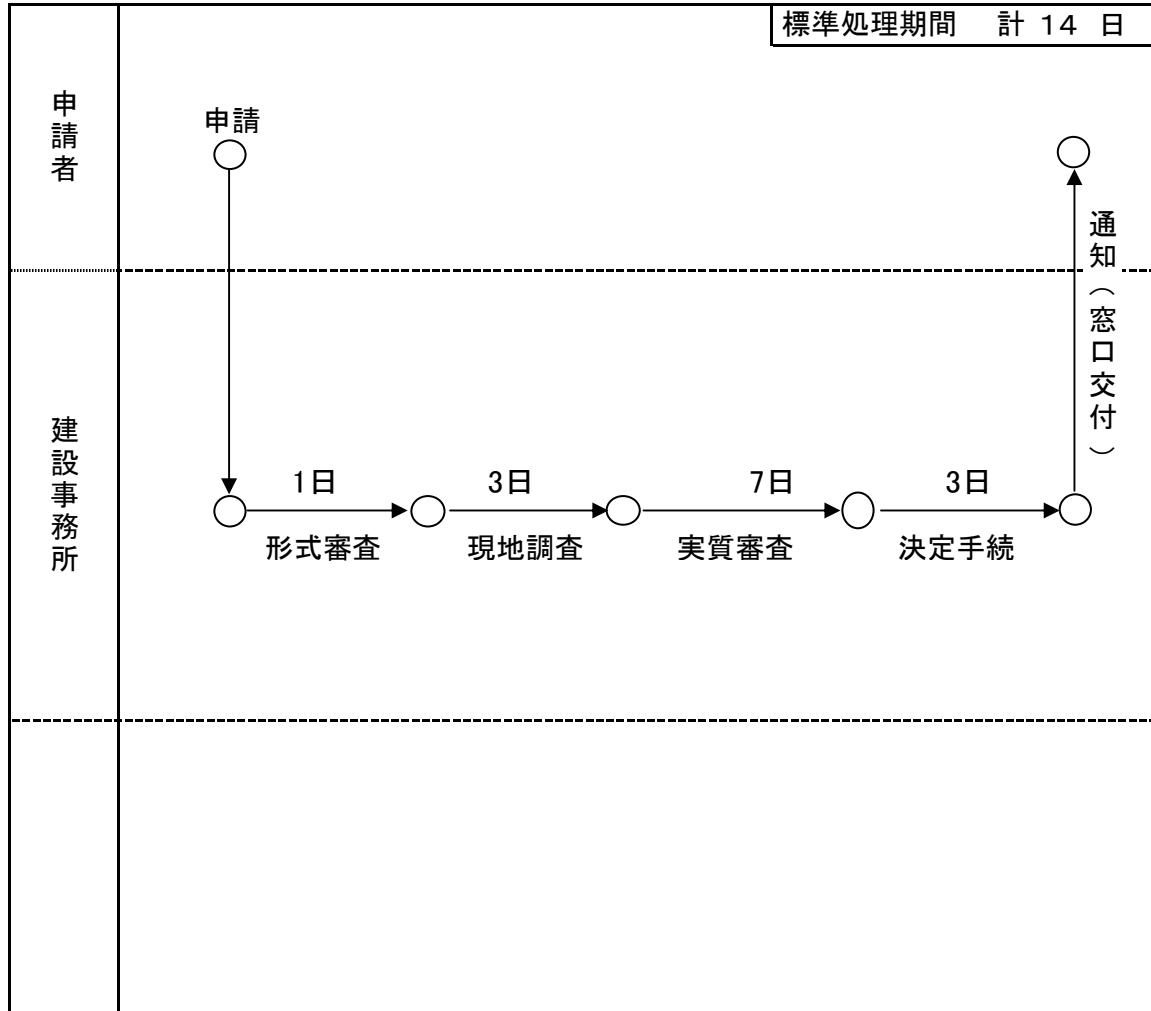 標準処理期間　計 14 日
申請者
申請
通知(窓口交付)
建設事務所
1日
3日
7日
3日
形式審査
現地調査
実質審査
決定手続